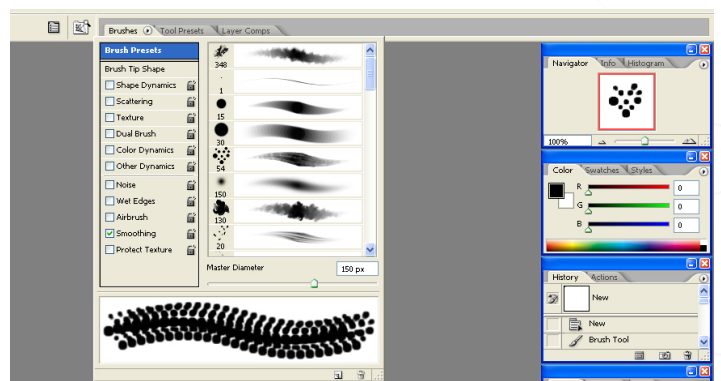 Brushes Tool Presets Layer Comps
Brush Presets
Brush Tip Shape
Shape Dynamics
Scattering
Texture
Dual Brush
Color Dynamics
Other Dynamics
Noise
Wet Edges
Airbrush
Smoothing
Protect Texture
348
1
15
30
54
150
130
20
Master Diameter 150 px
Navigator Info Histogram
100%
Color Swatches Styles
R 0
G 0
B 0
History Actions
New
New
Brush Tool